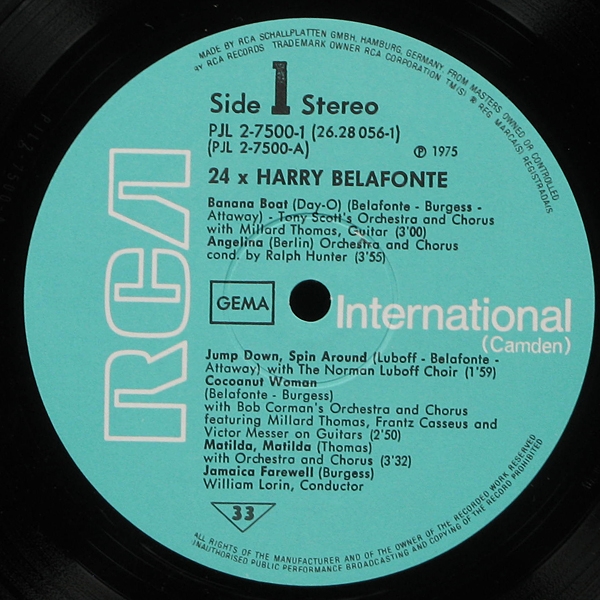 MADE BY RCA SCHALLPLATTEN GMBH, HAMBURG, GERMANY, FROM MASTERS OWNED OR CONTROLLED
BY RCA RECORDS TRADEMARK OWNER RCA CORPORATION TM(S) ® REG MARCA(S) REGISTRADA(S)
Side 1 Stereo
PJL 2-7500-1 (26.28 056-1)
(PJL 2-7500-A)
℗ 1975
24 x HARRY BELAFONTE
Banana Boat (Day-O) (Belafonte - Burgess -
Attaway) - Tony Scott's Orchestra and Chorus
with Millard Thomas, Guitar (3'00)
Angelina (Berlin) Orchestra and Chorus
cond. by Ralph Hunter (3'55)
RCA
GEMA
International
(Camden)
Jump Down, Spin Around (Luboff - Belafonte -
Attaway) with The Norman Luboff Choir (1'59)
Cocoanut Woman
(Belafonte - Burgess)
with Bob Corman's Orchestra and Chorus
featuring Millard Thomas, Frantz Casseus and
Victor Messer on Guitars (2'50)
Matilda, Matilda (Thomas)
with Orchestra and Chorus (3'32)
Jamaica Farewell (Burgess)
William Lorin, Conductor
33
ALL RIGHTS OF THE MANUFACTURER AND OF THE OWNER OF THE RECORDED WORK RESERVED
UNAUTHORISED PUBLIC PERFORMANCE BROADCASTING AND COPYING OF THE RECORD PROHIBITED